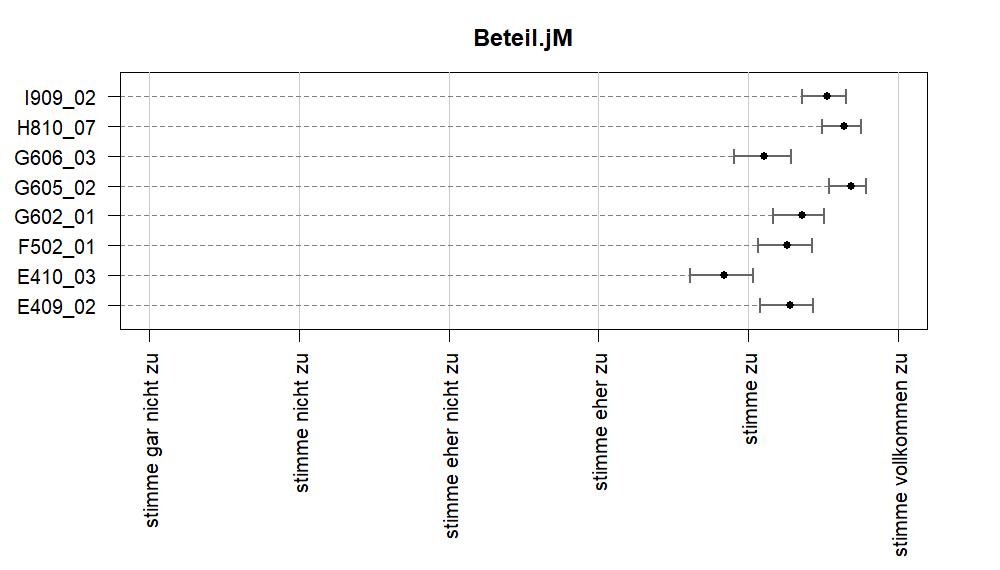 Beteil.jM
I909_02
H810_07
G606_03
G605_02
G602_01
F502_01
E410_03
E409_02
stimme gar nicht zu
stimme nicht zu
stimme eher nicht zu
stimme eher zu
stimme zu
stimme vollkommen zu